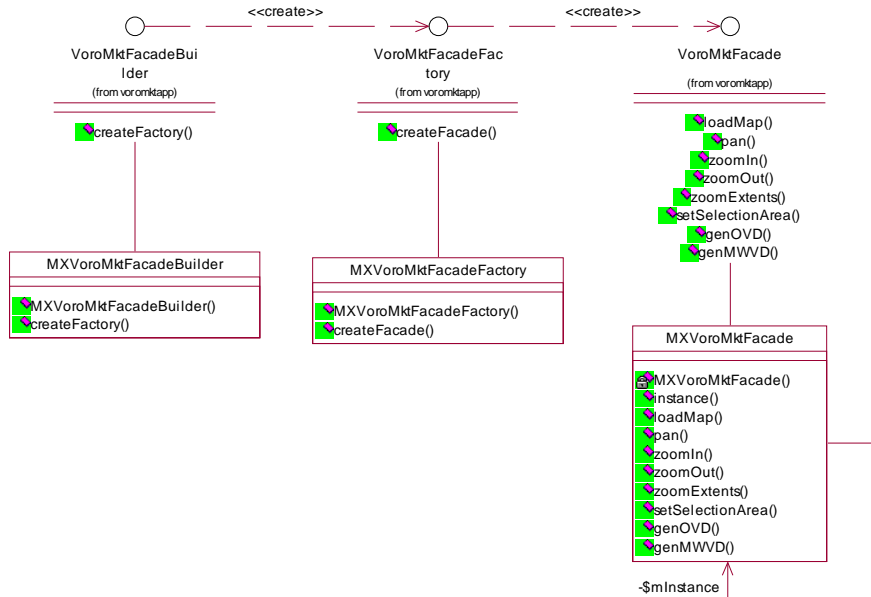 <<create>>
<<create>>
VoroMktFacadeBui
lder
(from voromktapp)
createFactory()
VoroMktFacadeFac
tory
(from voromktapp)
createFacade()
VoroMktFacade
(from voromktapp)
loadMap()
pan()
zoomIn()
zoomOut()
zoomExtents()
setSelectionArea()
genOVD()
genMWVD()
MXVoroMktFacadeBuilder
MXVoroMktFacadeBuilder()
createFactory()
MXVoroMktFacadeFactory
MXVoroMktFacadeFactory()
createFacade()
MXVoroMktFacade
MXVoroMktFacade()
instance()
loadMap()
pan()
zoomIn()
zoomOut()
zoomExtents()
setSelectionArea()
genOVD()
genMWVD()
-$mInstance